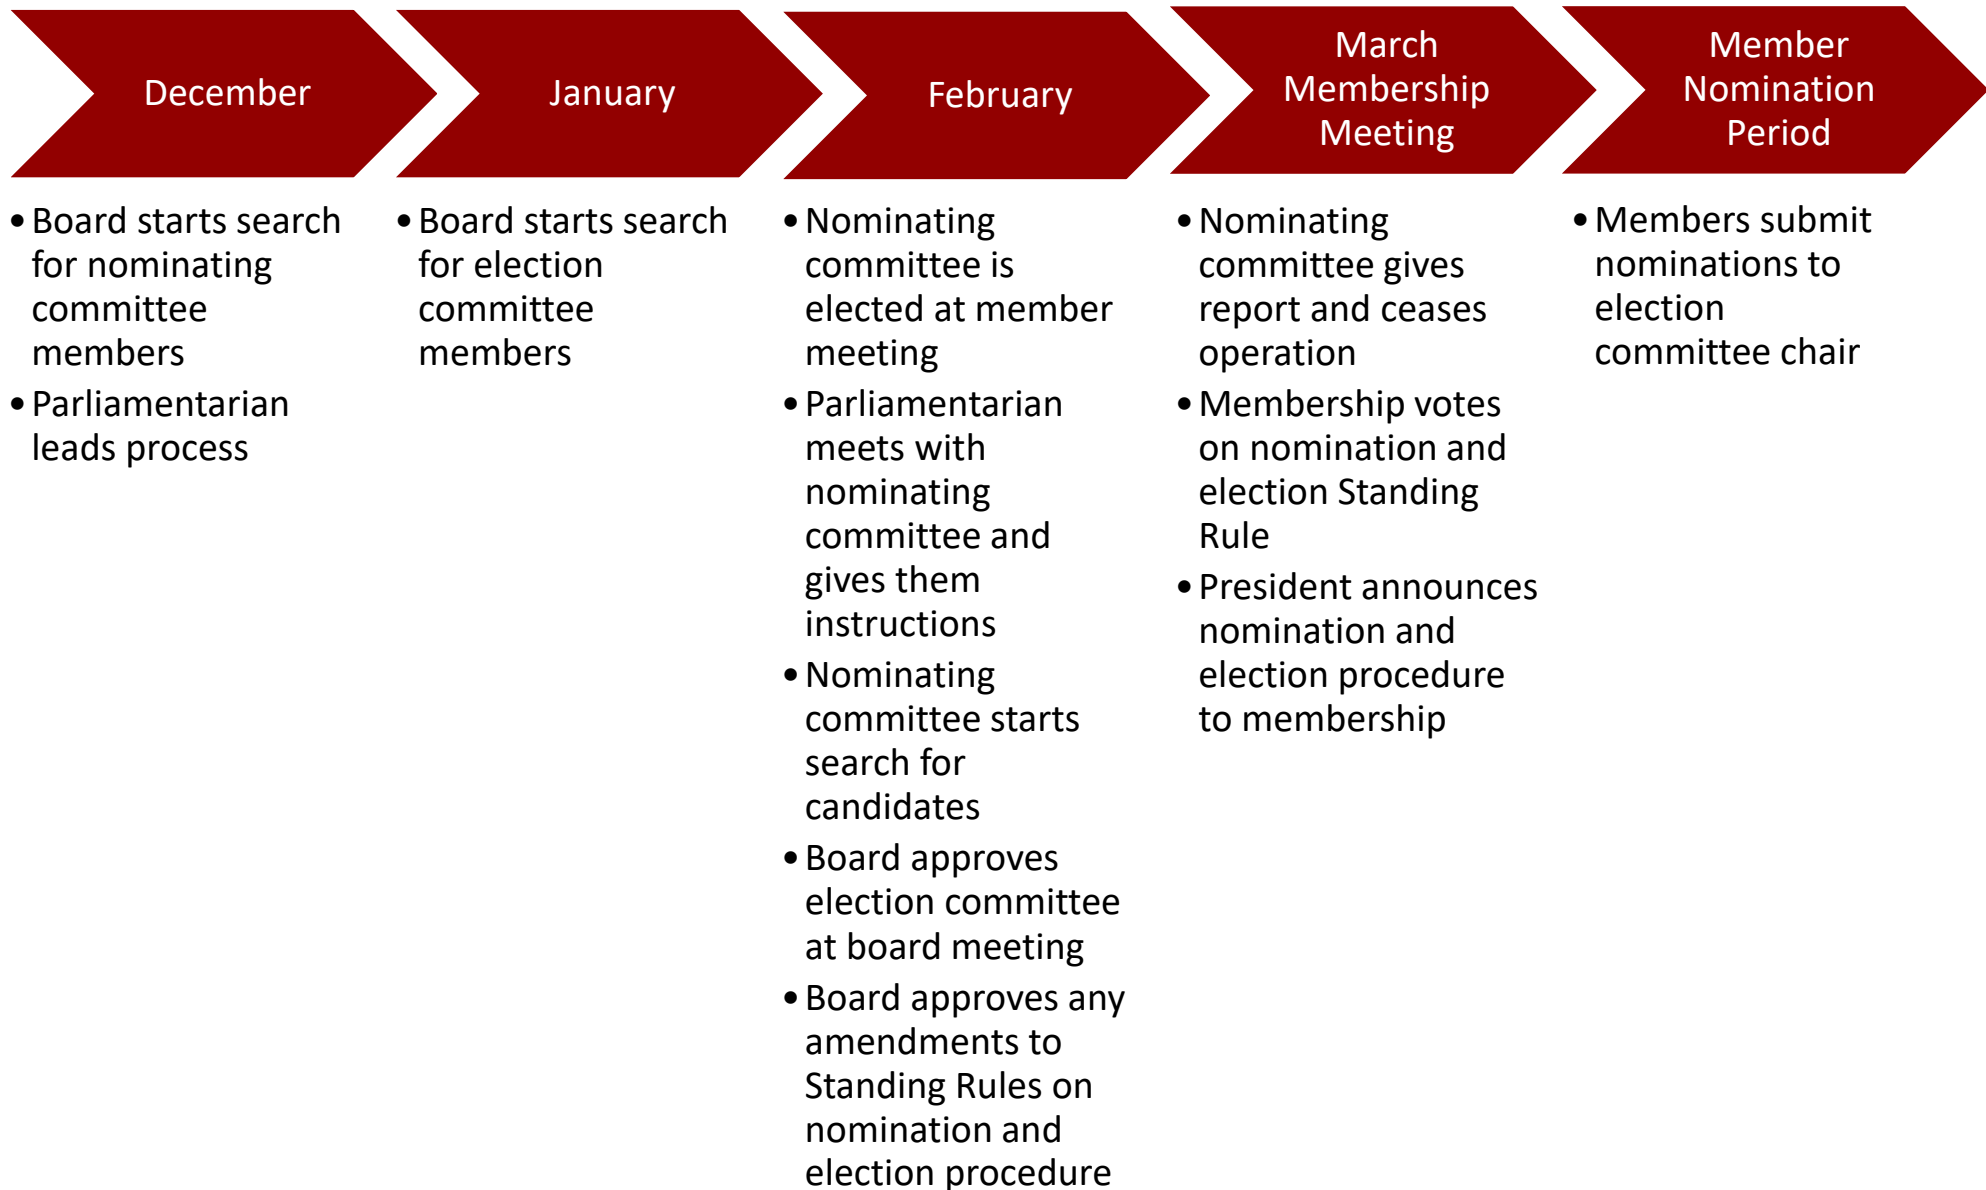 December
January
February
March
Membership
Meeting
Member
Nomination
Period
•Board starts search
for nominating
committee
members
•Parliamentarian
leads process
•Board starts search
for election
committee
members
•Nominating
committee is
elected at member
meeting
•Parliamentarian
meets with
nominating
committee and
gives them
instructions
•Nominating
committee starts
search for
candidates
•Board approves
election committee
at board meeting
•Board approves any
amendments to
Standing Rules on
nomination and
election procedure
•Nominating
committee gives
report and ceases
operation
•Membership votes
on nomination and
election Standing
Rule
•President announces
nomination and
election procedure
to membership
•Members submit
nominations to
election
committee chair